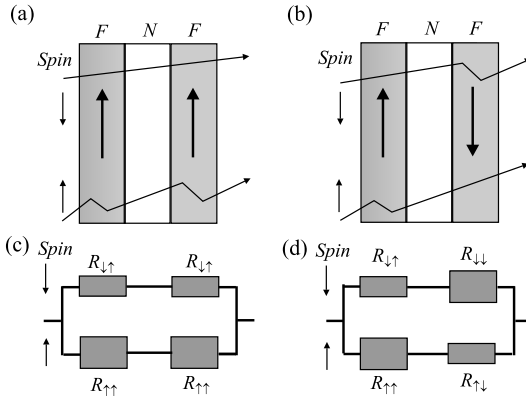 (a)
F N F
Spin
(b)
F N F
Spin
(c)
Spin
R↓↑ R↓↑
R↑↑ R↑↑
(d)
Spin
R↓↑ R↓↓
R↑↑ R↑↓